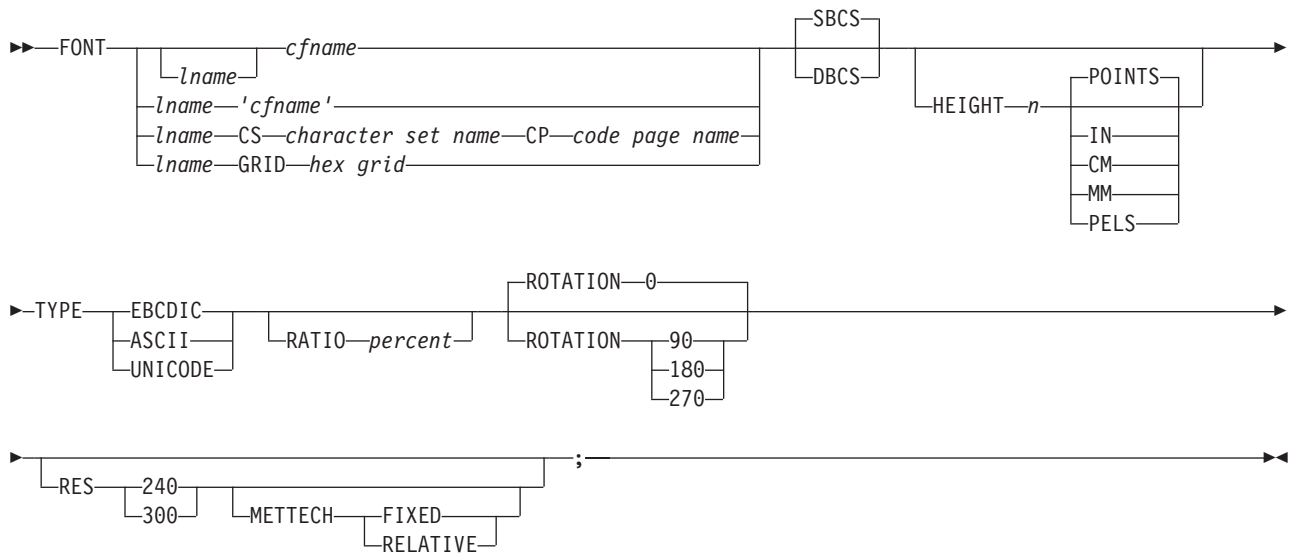 SBCS
FONT cfname
lname DBCS POINTS
HEIGHT n
lname 'cfname' IN
lname CS character set name CP code page name CM
lname GRID hex grid MM
PELS
ROTATION 0
TYPE EBCDIC
ASCII RATIO percent ROTATION 90
UNICODE 180
270
;
RES 240
300 METTECH FIXED
RELATIVE